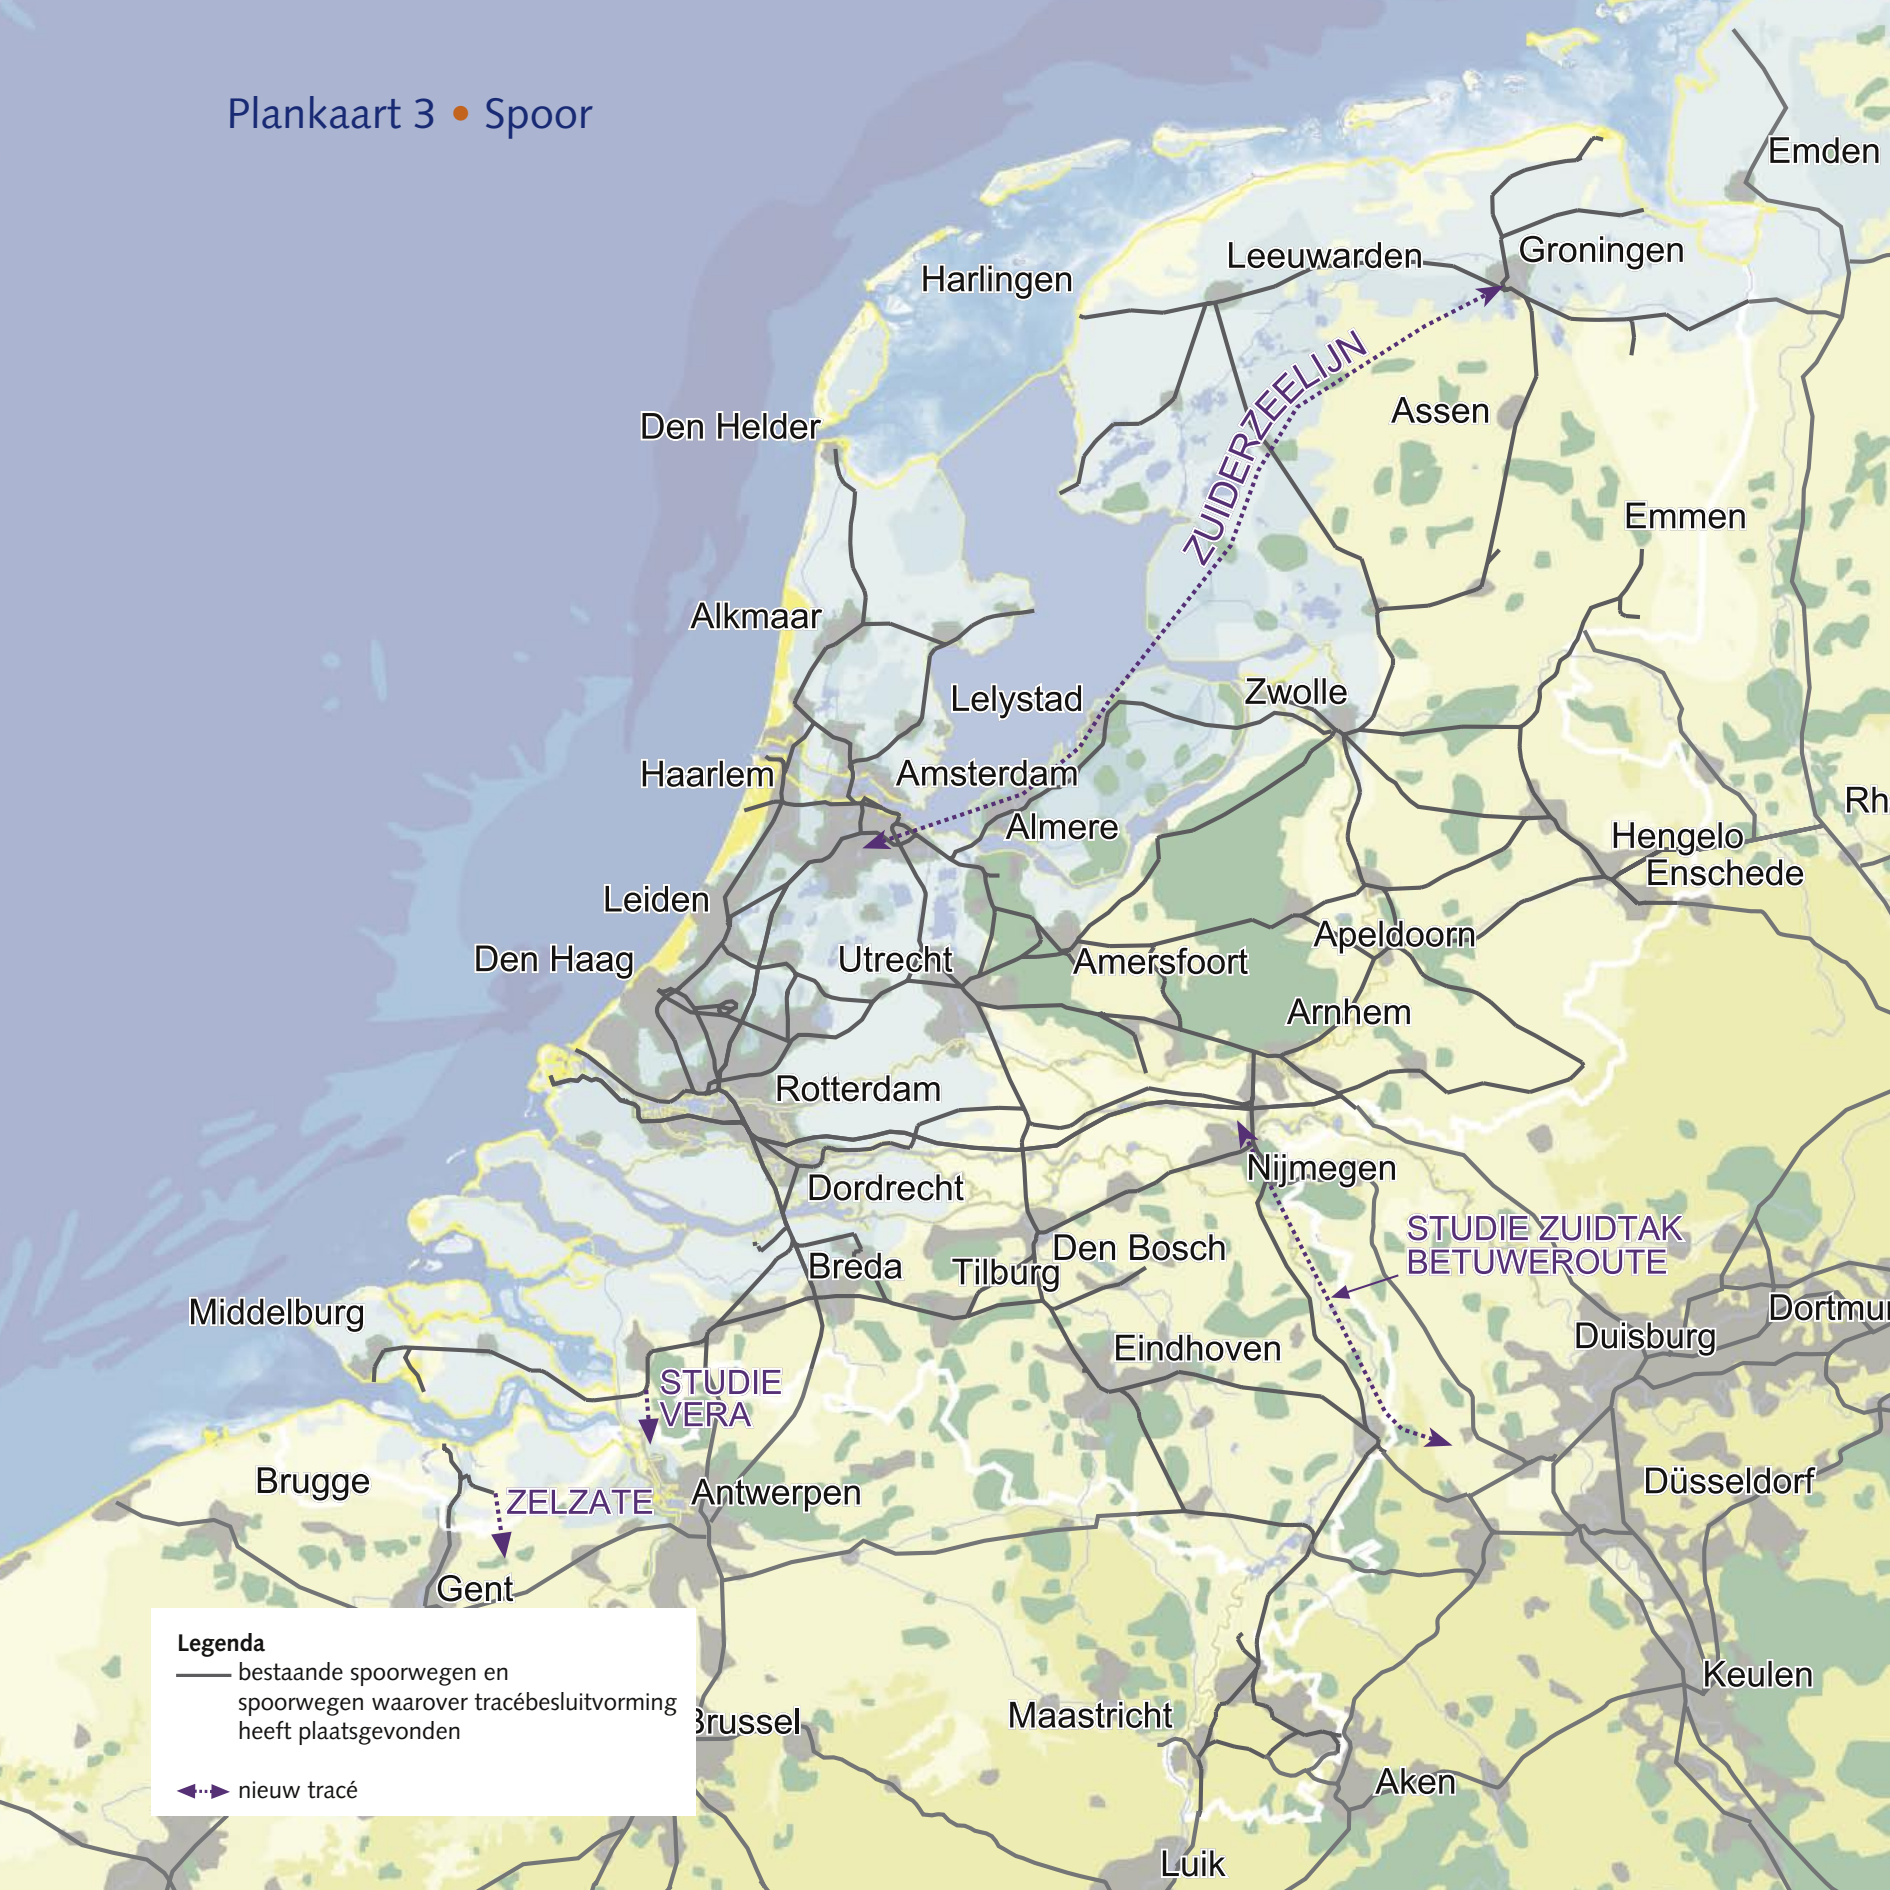 Plankaart 3 • Spoor
Emden
Groningen
Leeuwarden
Harlingen
ZUIDERZEELIJN
Assen
Den Helder
Emmen
Alkmaar
Zwolle
Lelystad
Haarlem
Amsterdam
Rh
Almere
Hengelo
Enschede
Leiden
Apeldoorn
Den Haag
Utrecht
Amersfoort
Arnhem
Rotterdam
Nijmegen
Dordrecht
STUDIE ZUIDTAK
BETUWEROUTE
Den Bosch
Breda
Tilburg
Middelburg
Dortmun
Duisburg
Eindhoven
STUDIE
VERA
Brugge
Düsseldorf
Antwerpen
ZELZATE
Gent
Keulen
Maastricht
Brussel
Aken
Luik
Legenda
bestaande spoorwegen en
spoorwegen waarover tracébesluitvorming
heeft plaatsgevonden
nieuw tracé